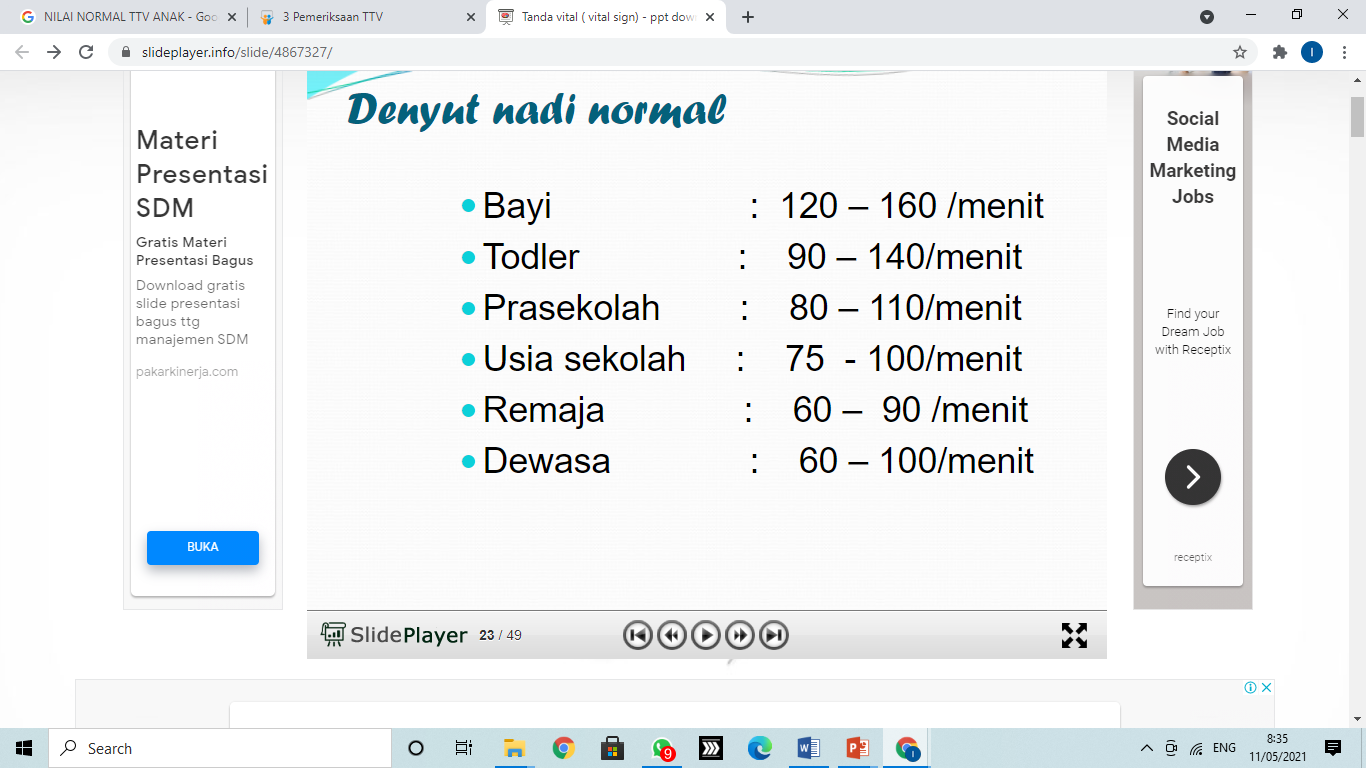 NILAI NORMAL TTV ANAK - Goo
3 Pemeriksaan TTV
Tanda vital ( vital sign) - ppt dow
slideplayer.info/slide/4867327/
I
Materi
Presentasi
SDM
Gratis Materi
Presentasi Bagus
Download gratis
slide presentasi
bagus ttg
manajemen SDM
pakarkinerja.com
BUKA
Denyut nadi normal
Bayi : 120 – 160 /menit
Todler : 90 – 140/menit
Prasekolah : 80 – 110/menit
Usia sekolah : 75 - 100/menit
Remaja : 60 – 90 /menit
Dewasa : 60 – 100/menit
SlidePlayer 23 / 49
Social
Media
Marketing
Jobs
Find your
Dream Job
with Receptix
receptix
Search
9
I
ENG
8:35
11/05/2021